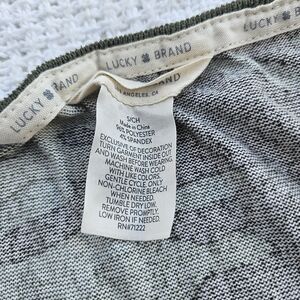 LUCKY BRAND
LUCKY BRAND
LUCKY BRAND
LOS ANGELES, CA
S/CH
Made in China
96% POLYESTER
4% SPANDEX
EXCLUSIVE OF DECORATION
TURN GARMENT INSIDE OUT
AND WASH BEFORE WEARING.
MACHINE WASH COLD
WITH LIKE COLORS,
GENTLE CYCLE. ONLY
NON-CHLORINE BLEACH
WHEN NEEDED.
TUMBLE DRY LOW.
REMOVE PROMPTLY.
LOW IRON IF NEEDED.
RN#71222